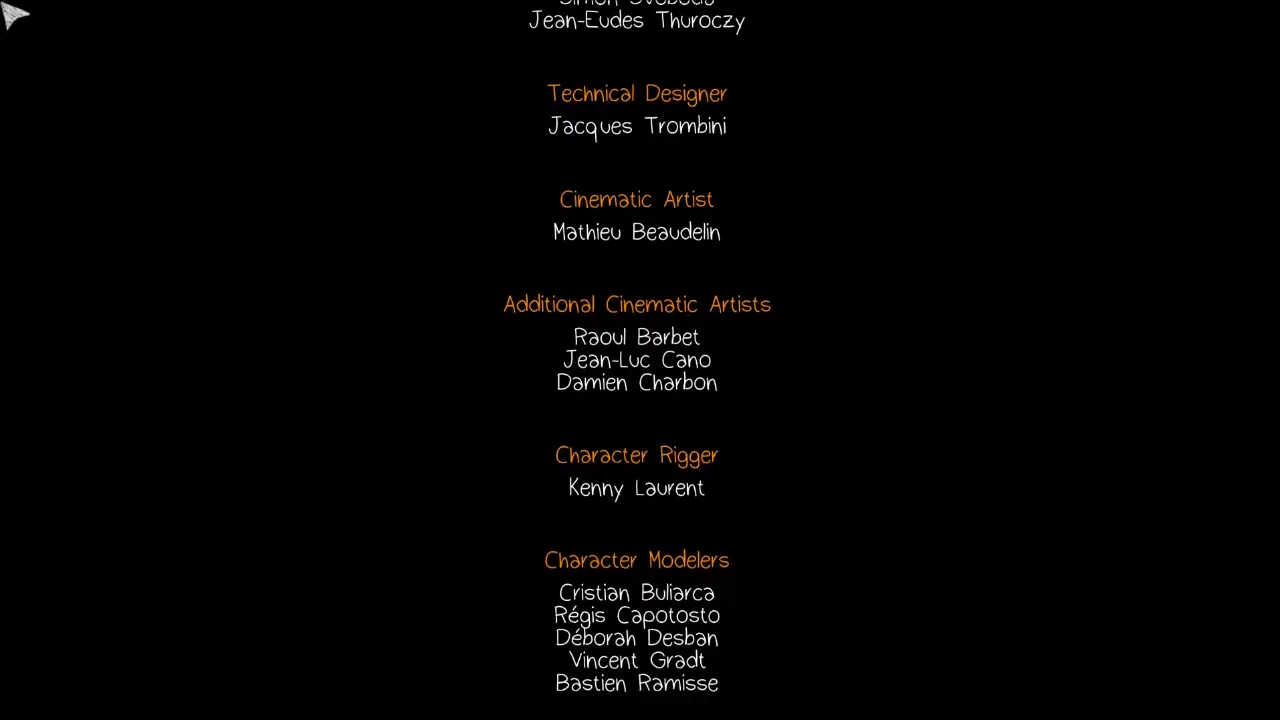 Jean-Eudes Thuroczy
Technical Designer
Jacques Trombini
Cinematic Artist
Mathieu Beaudelin
Additional Cinematic Artists
Raoul Barbet
Jean-Luc Cano
Damien Charbon
Character Rigger
Kenny Laurent
Character Modelers
Cristian Buliarca
Régis Capotosto
Déborah Desban
Vincent Gradt
Bastien Ramisse